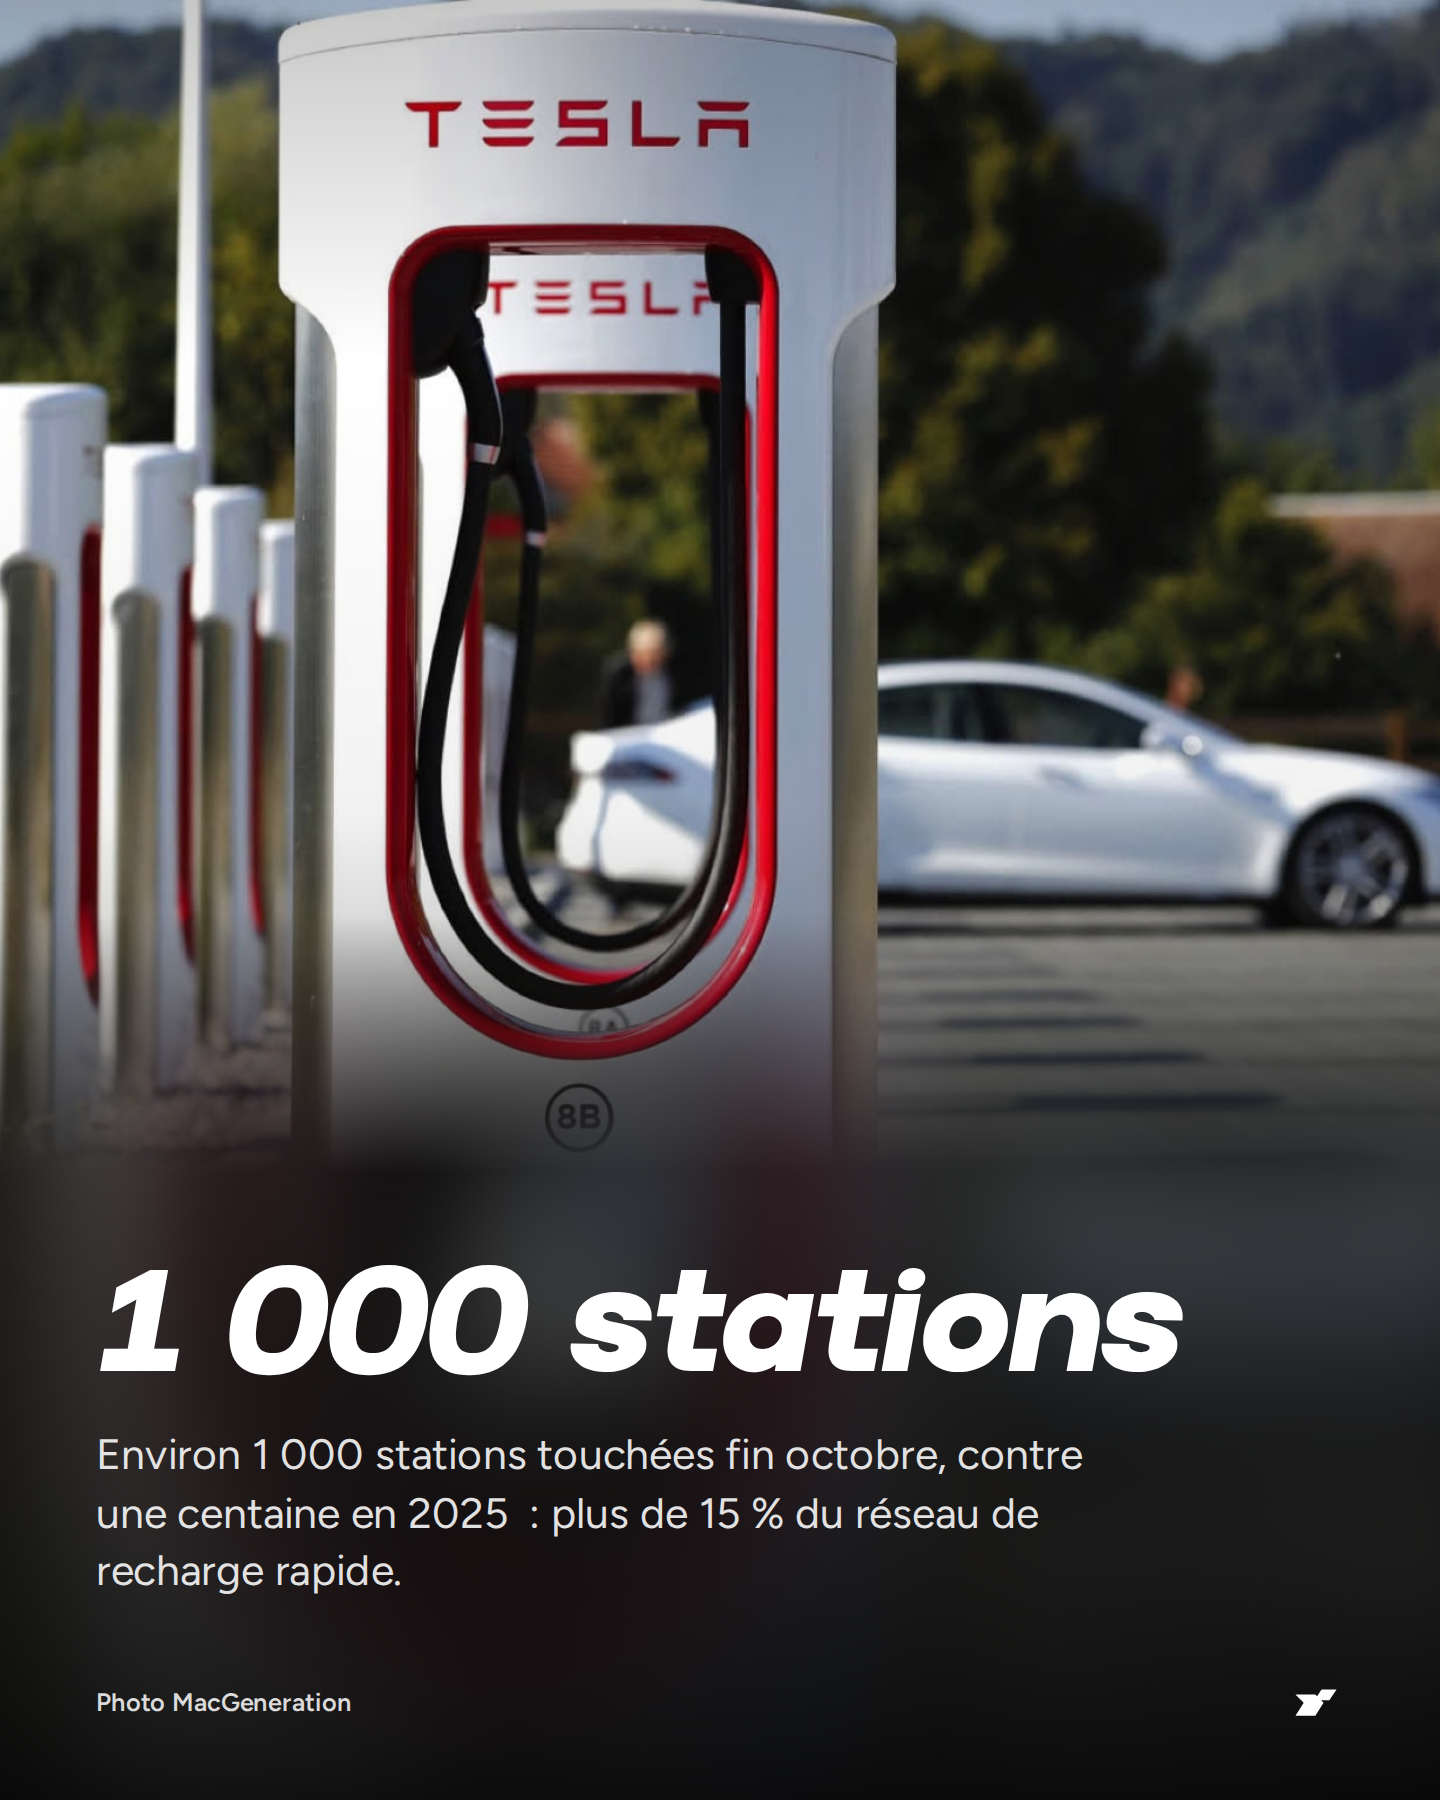 TESLA
TESLA
8A
8B
1 000 stations
Environ 1 000 stations touchées fin octobre, contre
une centaine en 2025  : plus de 15 % du réseau de
recharge rapide.
Photo MacGeneration